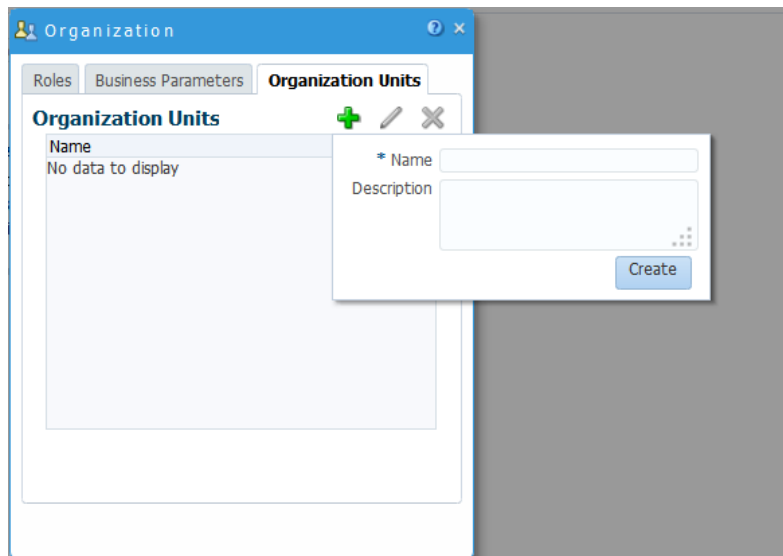 Organization
Roles Business Parameters Organization Units
Organization Units
Name
No data to display
* Name
Description
Create